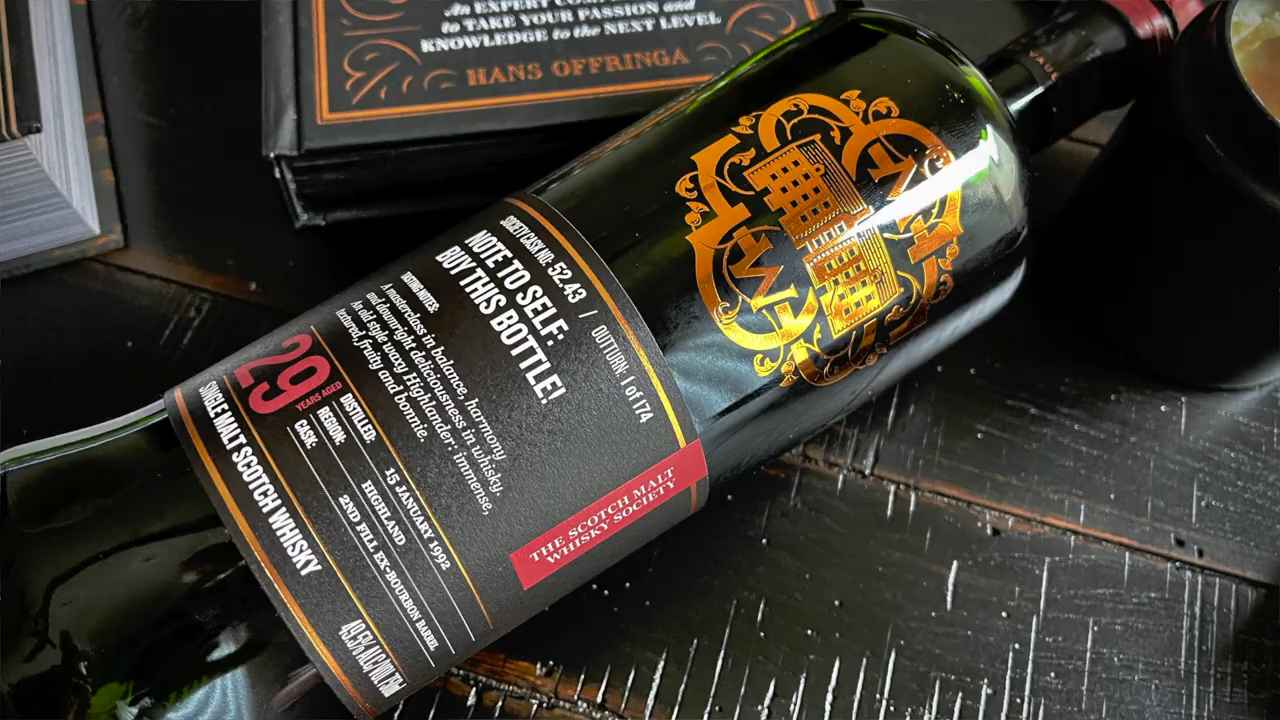 An EXPERT COMP
to TAKE YOUR PASSION and
KNOWLEDGE to the NEXT LEVEL
HANS OFFRINGA
SOCIETY CASK NO: 52.43 / OUTTURN: 1 of 174
NOTE TO SELF:
BUY THIS BOTTLE!
TASTING NOTES:
A masterclass in balance, harmony
and downright deliciousness in whisky.
An old style waxy Highlander: immense,
textured, fruity and bonnie.
29
YEARS AGED
DISTILLED: 15 JANUARY 1992
REGION: HIGHLAND
CASK: 2ND FILL EX-BOURBON BARREL
SINGLE MALT SCOTCH WHISKY
49.5% ALC/VOL 750ml
THE SCOTCH MALT
WHISKY SOCIETY